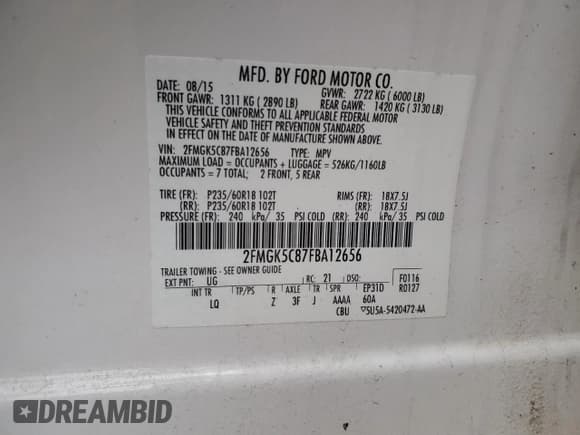 MFD. BY FORD MOTOR CO.
DATE: 08/15 GVWR: 2722 KG ( 6000 LB)
FRONT GAWR: 1311 KG ( 2890 LB) REAR GAWR: 1420 KG ( 3130 LB)
THIS VEHICLE CONFORMS TO ALL APPLICABLE FEDERAL MOTOR
VEHICLE SAFETY AND THEFT PREVENTION STANDARDS
IN EFFECT ON THE DATE OF MANUFACTURE SHOWN ABOVE.
VIN: 2FMGK5C87FBA12656 TYPE: MPV
MAXIMUM LOAD = OCCUPANTS + LUGGAGE = 526KG/1160LB
OCCUPANTS = 7 TOTAL; 2 FRONT, 5 REAR
TIRE (FR): P235/60R18 102T RIMS (FR): 18X7.5J
(RR): P235/60R18 102T (RR): 18X7.5J
PRESSURE (FR): 240 kPa/ 35 PSI COLD (RR): 240 kPa/ 35 PSI COLD
2FMGK5C87FBA12656
TRAILER TOWING - SEE OWNER GUIDE
EXT PNT: UG RC: 21 DSO: F0116
INT TR TP/PS R AXLE TR SPR EP31D R0127
LQ Z 3F J AAAA 60A
CBU 5U5A-5420472-AA
DREAMBID